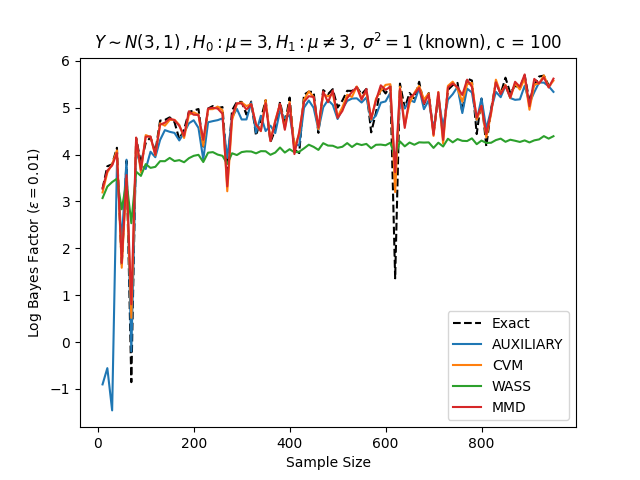 Y ~ N(3, 1) , H₀ : μ = 3, H₁ : μ ≠ 3, σ² = 1 (known), c = 100
Log Bayes Factor (ε = 0.01)
6
5
4
3
2
1
0
−1
Exact
AUXILIARY
CVM
WASS
MMD
0 200 400 600 800
Sample Size